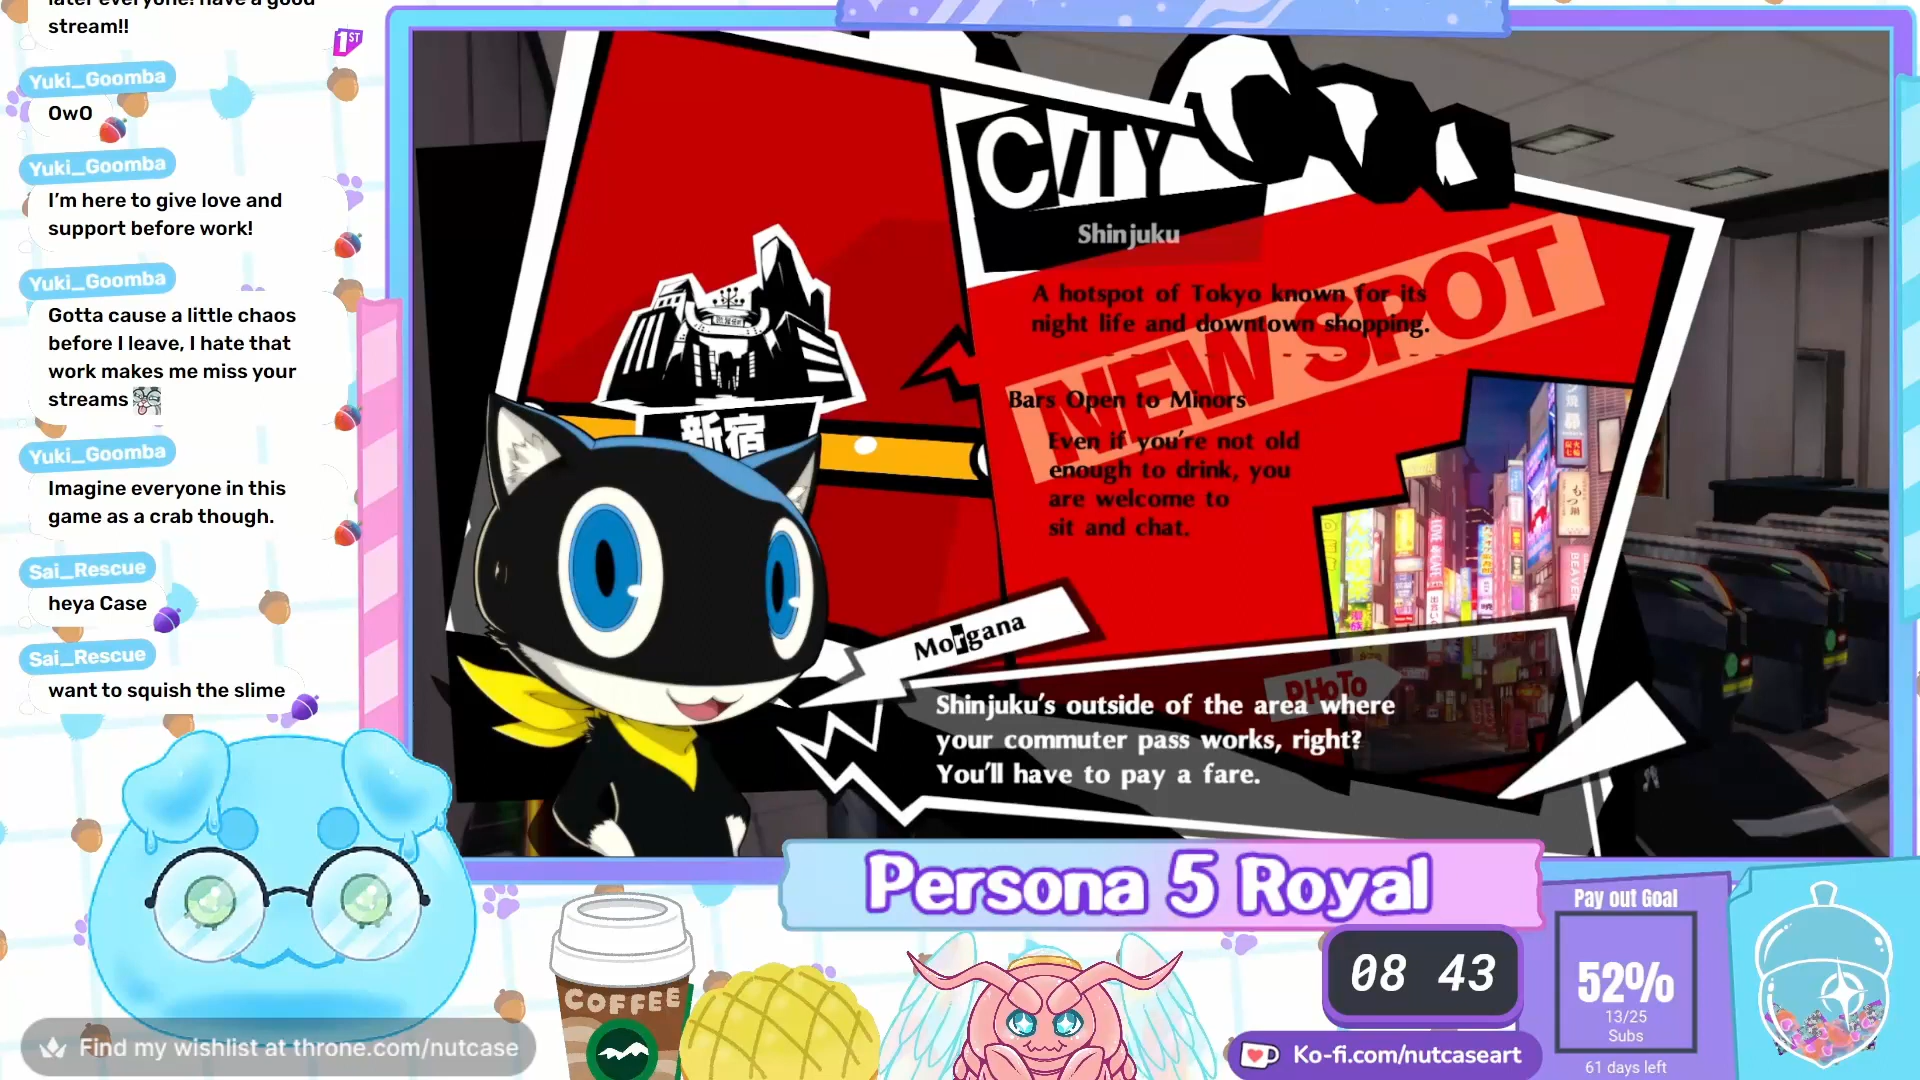 later everyone! have a good
stream!!
1ST
Yuki_Goomba
OwO
Yuki_Goomba
I'm here to give love and
support before work!
Yuki_Goomba
Gotta cause a little chaos
before I leave, I hate that
work makes me miss your
streams
Yuki_Goomba
Imagine everyone in this
game as a crab though.
Sai_Rescue
heya Case
Sai_Rescue
want to squish the slime
Find my wishlist at throne.com/nutcase
CITY
Shinjuku
NEW SPOT
A hotspot of Tokyo known for its
night life and downtown shopping.
Bars Open to Minors
Even if you're not old
enough to drink, you
are welcome to
sit and chat.
新宿
Morgana
PHOTO
Shinjuku's outside of the area where
your commuter pass works, right?
You'll have to pay a fare.
COFFEE
Persona 5 Royal
08 43
Ko-fi.com/nutcaseart
Pay out Goal
52%
13/25
Subs
61 days left